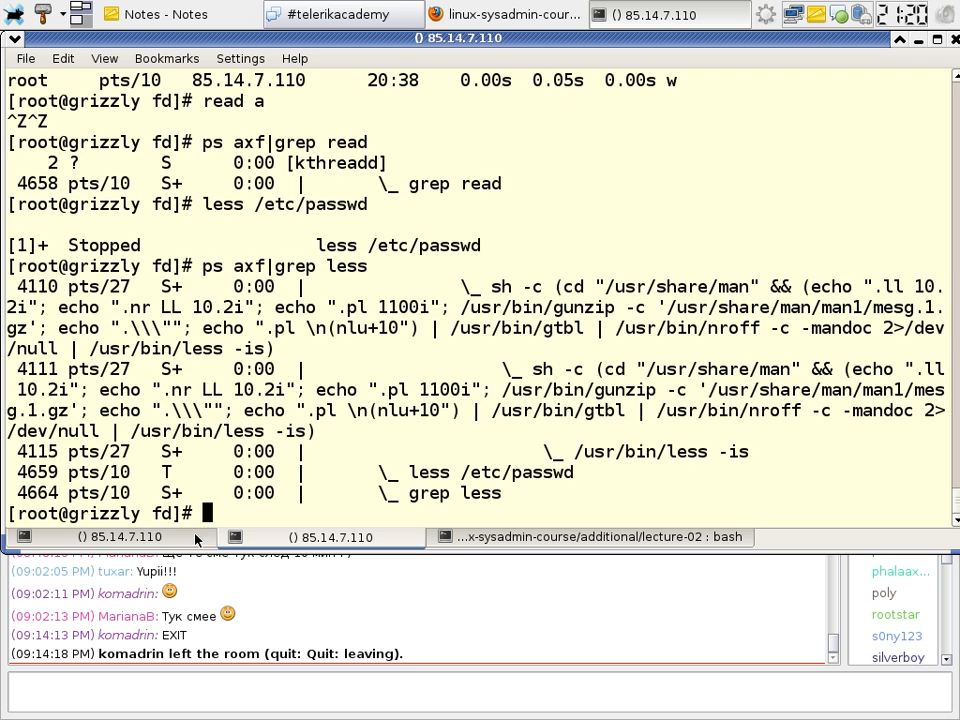 Notes - Notes
#telerikacademy
linux-sysadmin-cour...
() 85.14.7.110
21:20
() 85.14.7.110
File Edit View Bookmarks Settings Help
root     pts/10   85.14.7.110      20:38    0.00s  0.05s  0.00s w
[root@grizzly fd]# read a
^Z^Z
[root@grizzly fd]# ps axf|grep read
    2 ?        S      0:00 [kthreadd]
 4658 pts/10   S+     0:00  |       \_ grep read
[root@grizzly fd]# less /etc/passwd
[1]+  Stopped                 less /etc/passwd
[root@grizzly fd]# ps axf|grep less
 4110 pts/27   S+     0:00  |               \_ sh -c (cd "/usr/share/man" && (echo ".ll 10.
2i"; echo ".nr LL 10.2i"; echo ".pl 1100i"; /usr/bin/gunzip -c '/usr/share/man/man1/mesg.1.
gz'; echo ".\\\""; echo ".pl \n(nlu+10") | /usr/bin/gtbl | /usr/bin/nroff -c -mandoc 2>/dev
/null | /usr/bin/less -is)
 4111 pts/27   S+     0:00  |                   \_ sh -c (cd "/usr/share/man" && (echo ".ll
 10.2i"; echo ".nr LL 10.2i"; echo ".pl 1100i"; /usr/bin/gunzip -c '/usr/share/man/man1/mes
g.1.gz'; echo ".\\\""; echo ".pl \n(nlu+10") | /usr/bin/gtbl | /usr/bin/nroff -c -mandoc 2>
/dev/null | /usr/bin/less -is)
 4115 pts/27   S+     0:00  |                       \_ /usr/bin/less -is
 4659 pts/10   T      0:00  |       \_ less /etc/passwd
 4664 pts/10   S+     0:00  |       \_ grep less
[root@grizzly fd]#
() 85.14.7.110
() 85.14.7.110
...x-sysadmin-course/additional/lecture-02 : bash
(09:02:05 PM) tuxar: Yupii!!!
(09:02:11 PM) komadrin:
(09:02:13 PM) MarianaB: Тук смее
(09:14:13 PM) komadrin: EXIT
(09:14:18 PM) komadrin left the room (quit: Quit: leaving).
phalaax...
poly
rootstar
s0ny123
silverboy